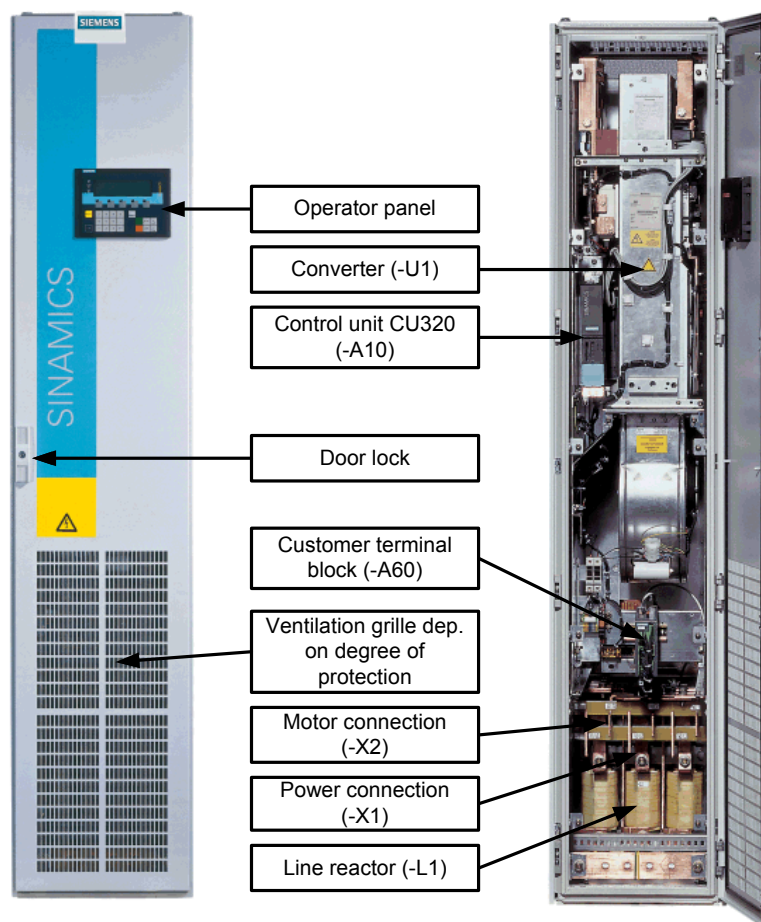 SIEMENS
SINAMICS
Operator panel
Converter (-U1)
Control unit CU320
(-A10)
Door lock
Customer terminal
block (-A60)
Ventilation grille dep.
on degree of
protection
Motor connection
(-X2)
Power connection
(-X1)
Line reactor (-L1)